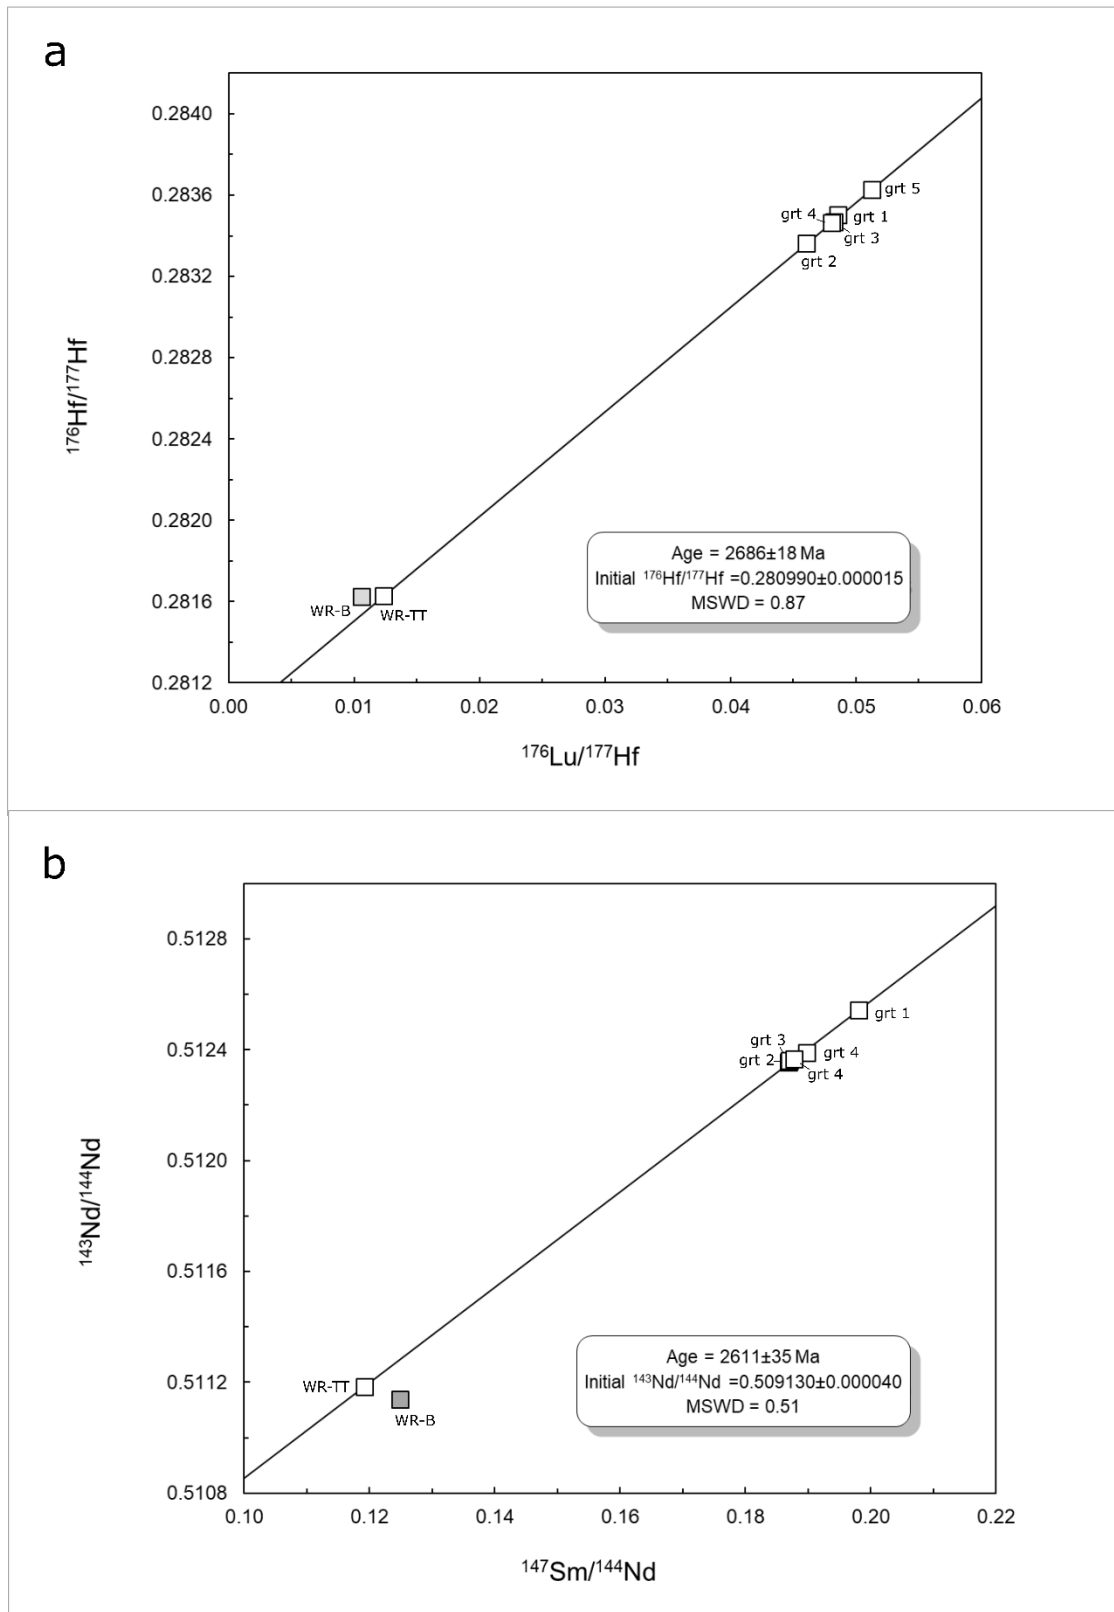 a
0.2840
0.2836
0.2832
0.2828
0.2824
0.2820
0.2816
0.2812
¹⁷⁶Hf/¹⁷⁷Hf
grt 5
grt 4
grt 1
grt 3
grt 2
WR-B
WR-TT
Age = 2686±18 Ma
Initial ¹⁷⁶Hf/¹⁷⁷Hf =0.280990±0.000015
MSWD = 0.87
0.00 0.01 0.02 0.03 0.04 0.05 0.06
¹⁷⁶Lu/¹⁷⁷Hf
b
0.5128
0.5124
0.5120
0.5116
0.5112
0.5108
¹⁴³Nd/¹⁴⁴Nd
grt 1
grt 3
grt 2
grt 4
grt 4
WR-TT
WR-B
Age = 2611±35 Ma
Initial ¹⁴³Nd/¹⁴⁴Nd =0.509130±0.000040
MSWD = 0.51
0.10 0.12 0.14 0.16 0.18 0.20 0.22
¹⁴⁷Sm/¹⁴⁴Nd